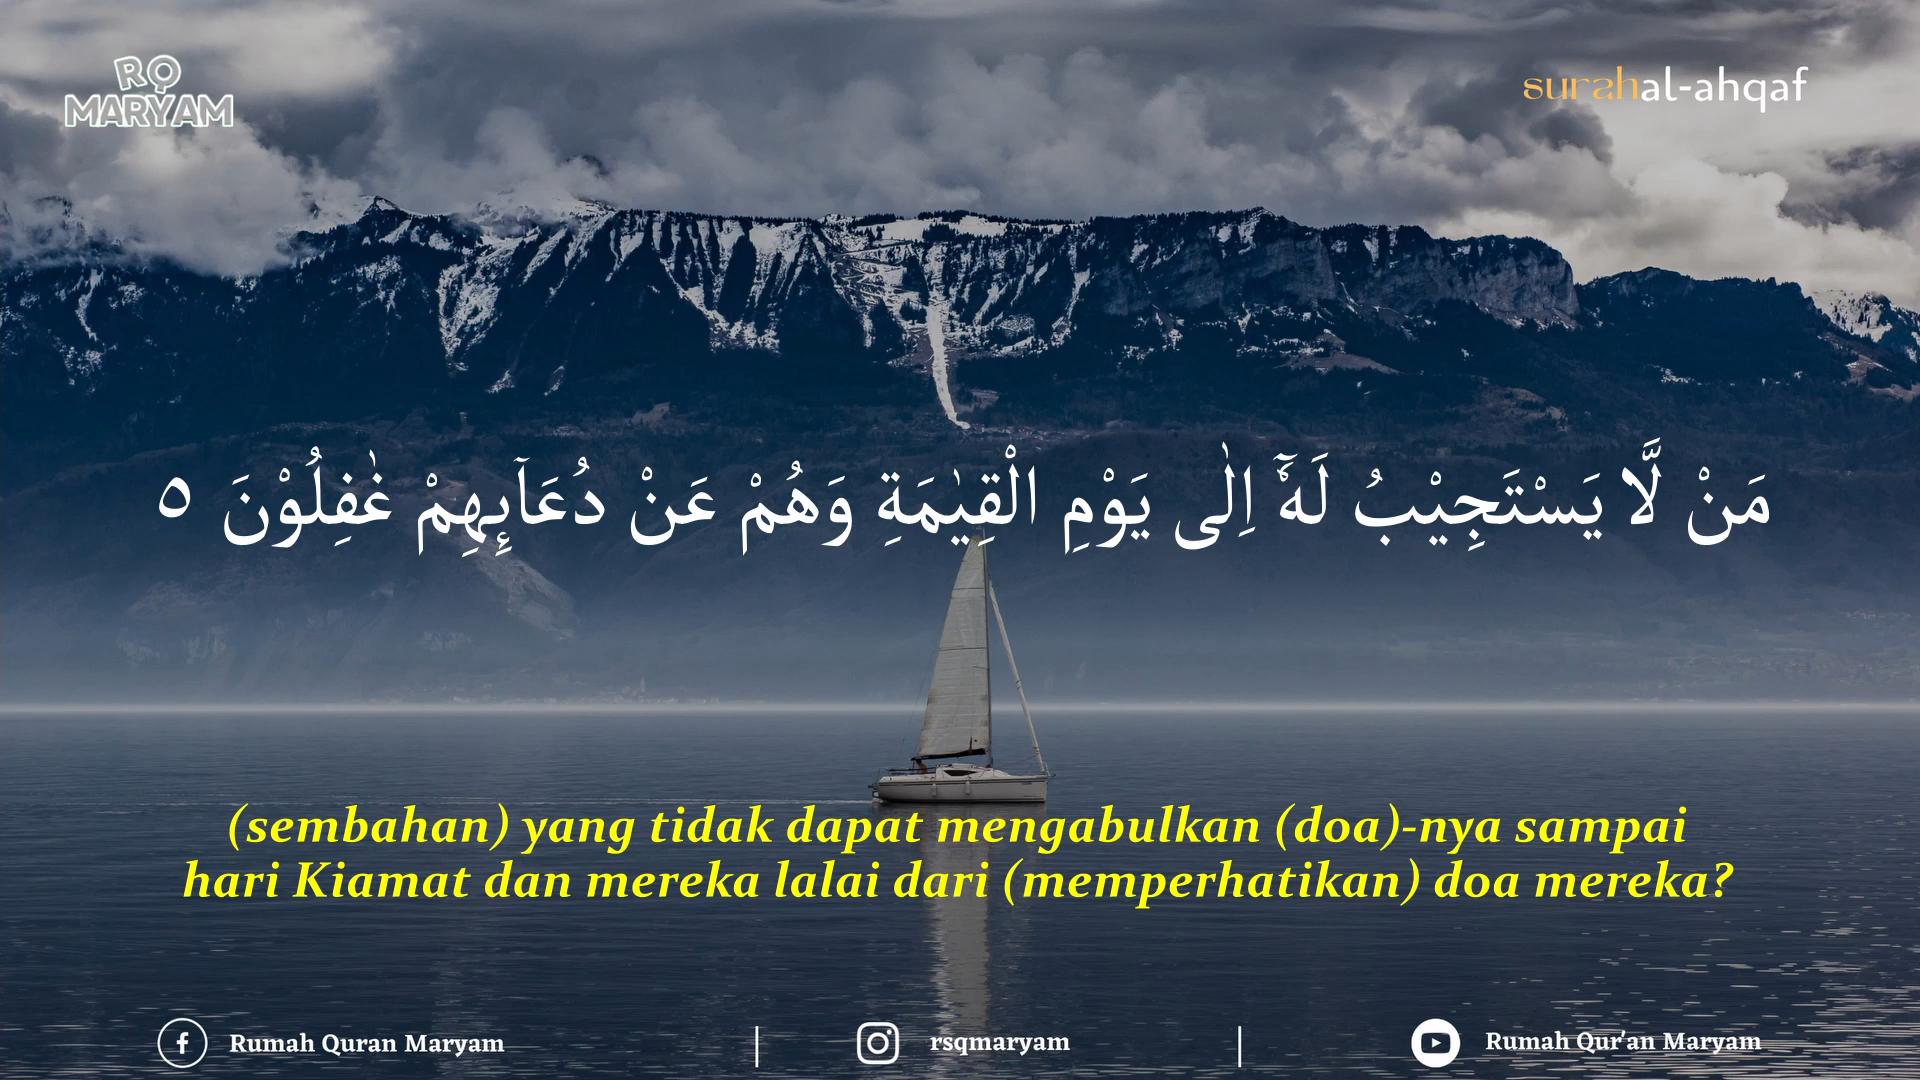 RQ
MARYAM
surahal-ahqaf
مَنْ لَّا يَسْتَجِيْبُ لَهٗٓ اِلٰى يَوْمِ الْقِيٰمَةِ وَهُمْ عَنْ دُعَاۤىِٕهِمْ غٰفِلُوْنَ ٥
(sembahan) yang tidak dapat mengabulkan (doa)-nya sampai
hari Kiamat dan mereka lalai dari (memperhatikan) doa mereka?
Rumah Quran Maryam | rsqmaryam | Rumah Qur'an Maryam